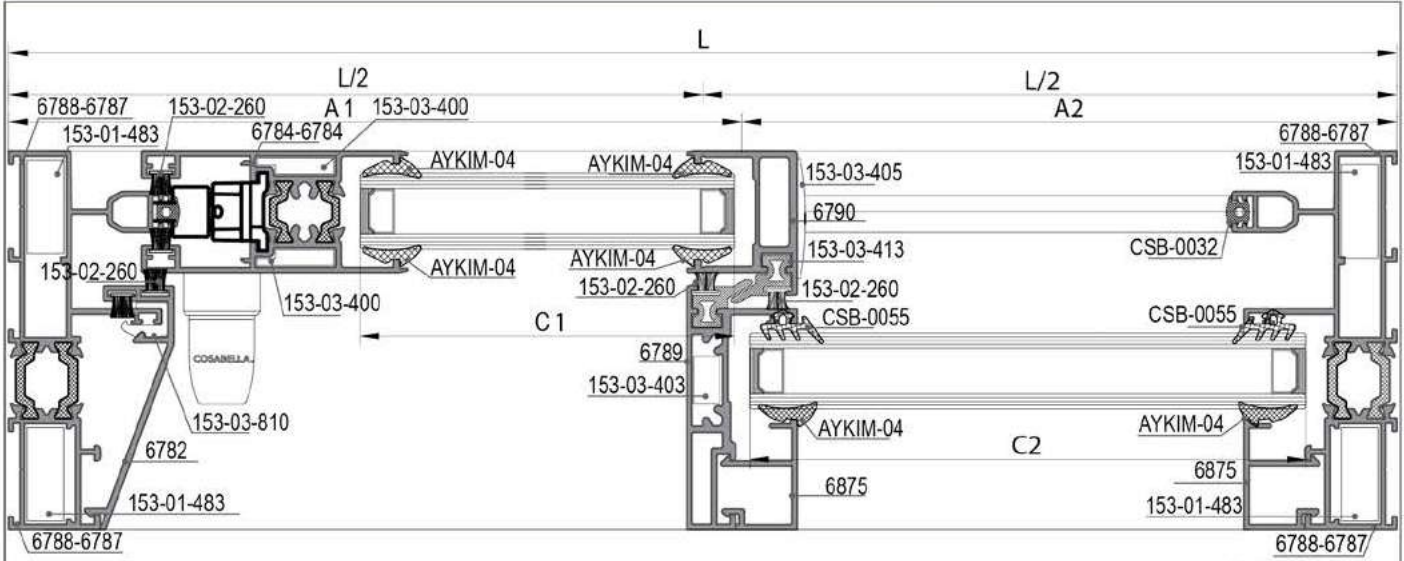 L
L/2
L/2
6788-6787
153-02-260
A1
153-03-400
A2
153-01-483
6784-6784
6788-6787
AYKIM-04
AYKIM-04
153-01-483
153-03-405
6790
153-03-413
CSB-0032
AYKIM-04
AYKIM-04
153-02-260
153-02-260
153-02-260
153-03-400
C1
CSB-0055
CSB-0055
COSABELLA
6789
153-03-403
153-03-810
AYKIM-04
AYKIM-04
6782
C2
6875
6875
153-01-483
153-01-483
6788-6787
6788-6787